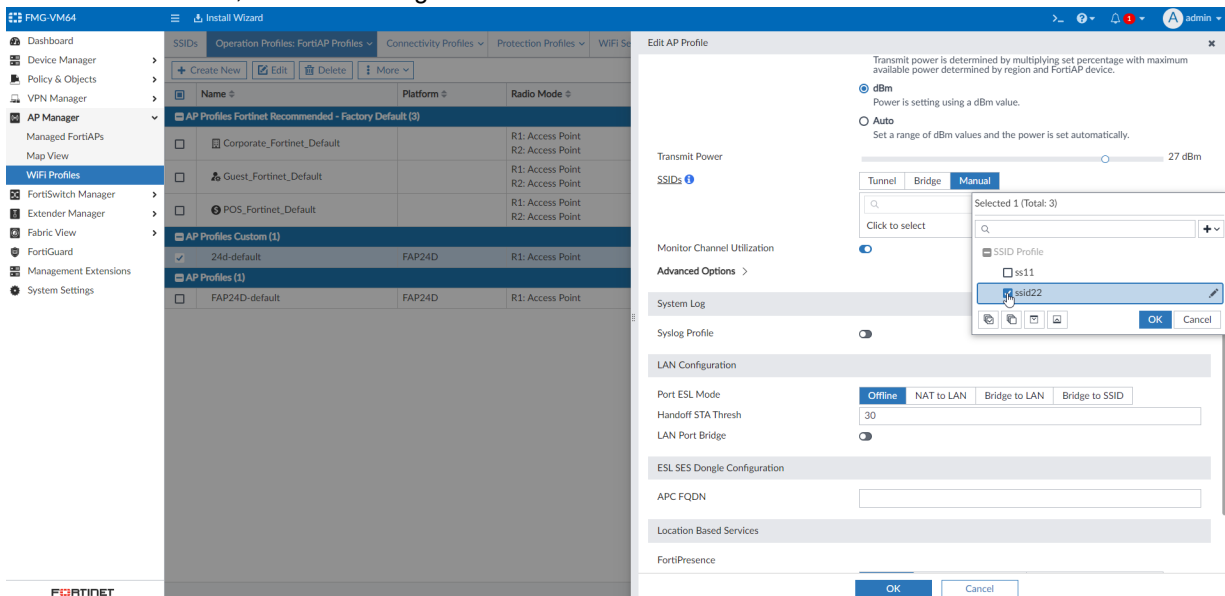 FMG-VM64
Install Wizard
admin
Dashboard
Device Manager
Policy & Objects
VPN Manager
AP Manager
Managed FortiAPs
Map View
WiFi Profiles
FortiSwitch Manager
Extender Manager
Fabric View
FortiGuard
Management Extensions
System Settings
FORTINET
SSIDs Operation Profiles: FortiAP Profiles Connectivity Profiles Protection Profiles WiFi Se
+ Create New Edit Delete More
Name Platform Radio Mode
AP Profiles Fortinet Recommended - Factory Default (3)
Corporate_Fortinet_Default R1: Access Point
R2: Access Point
Guest_Fortinet_Default R1: Access Point
R2: Access Point
POS_Fortinet_Default R1: Access Point
R2: Access Point
AP Profiles Custom (1)
24d-default FAP24D R1: Access Point
AP Profiles (1)
FAP24D-default FAP24D R1: Access Point
Edit AP Profile
Transmit power is determined by multiplying set percentage with maximum
available power determined by region and FortiAP device.
dBm
Power is setting using a dBm value.
Auto
Set a range of dBm values and the power is set automatically.
Transmit Power 27 dBm
SSIDs Tunnel Bridge Manual
Click to select
Selected 1 (Total: 3)
SSID Profile
ss11
ssid22
OK Cancel
Monitor Channel Utilization
Advanced Options >
System Log
Syslog Profile
LAN Configuration
Port ESL Mode Offline NAT to LAN Bridge to LAN Bridge to SSID
Handoff STA Thresh 30
LAN Port Bridge
ESL SES Dongle Configuration
APC FQDN
Location Based Services
FortiPresence
OK Cancel